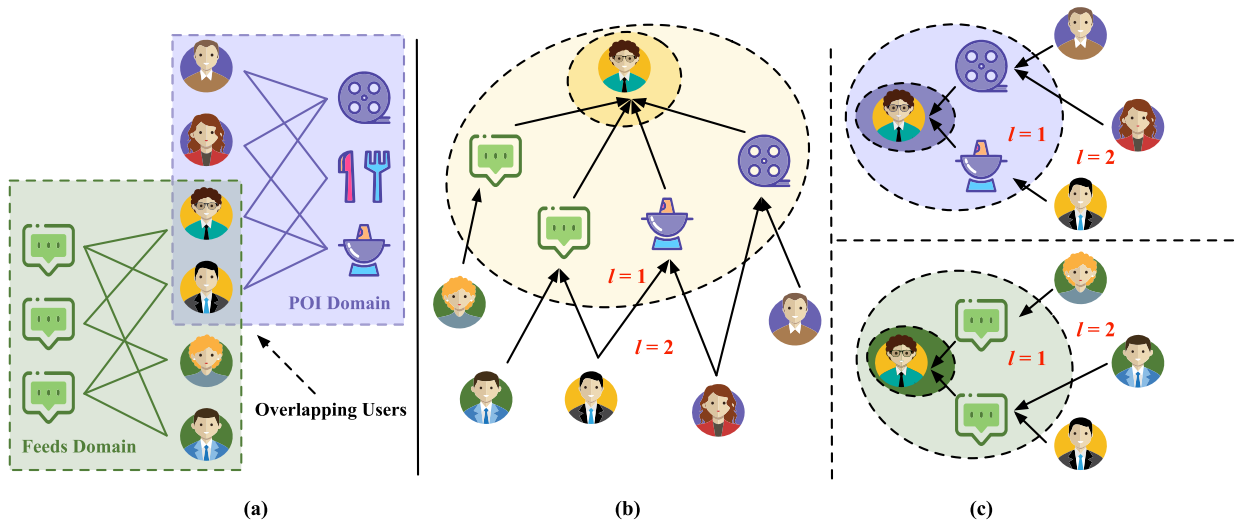 POI Domain
Feeds Domain
Overlapping Users
(a)
l = 1
l = 2
(b)
l = 1
l = 2
l = 1
l = 2
(c)